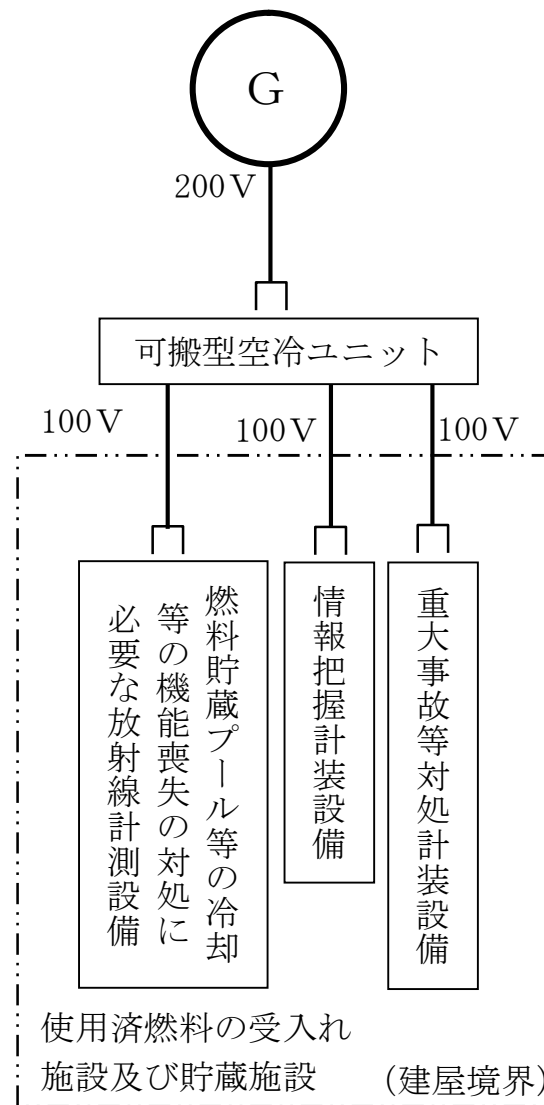 G
200V
可搬型空冷ユニット
100V
100V
100V
燃料貯蔵プール等の冷却
等の機能喪失の対処に
必要な放射線計測設備
情報把握計装設備
重大事故等対処計装設備
使用済燃料の受入れ
施設及び貯蔵施設
(建屋境界)